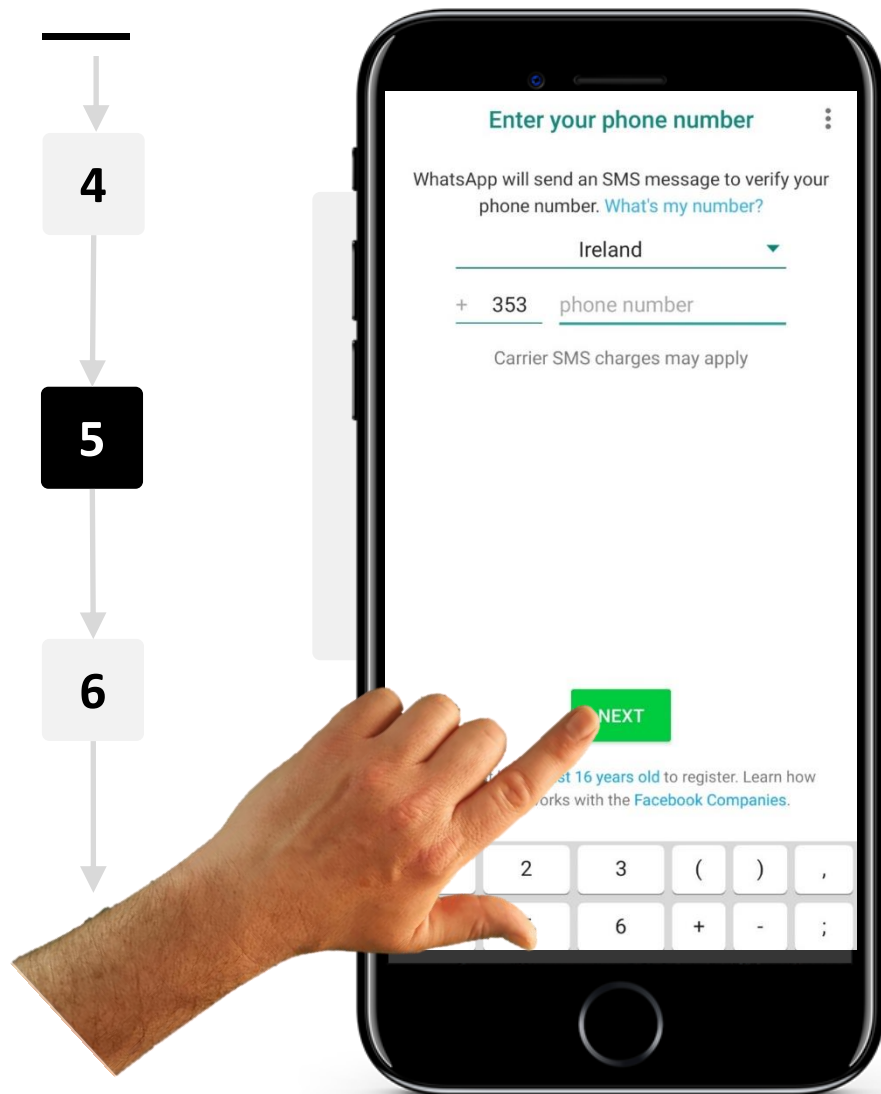 4
5
6
Enter your phone number
WhatsApp will send an SMS message to verify your
phone number. What's my number?
Ireland
+ 353 phone number
Carrier SMS charges may apply
NEXT
16 years old to register. Learn how
with the Facebook Companies.
2 3 ( ) ,
6 + - ;